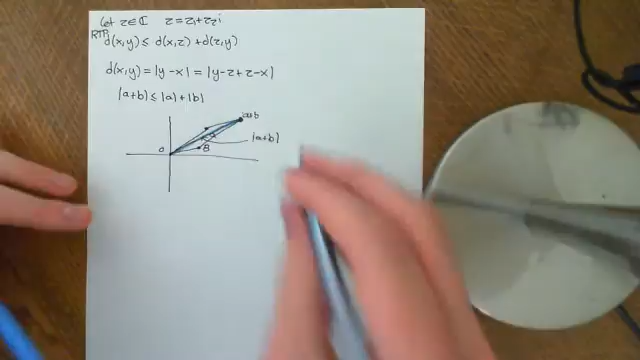 Let z∈ℂ z = z₁+z₂i
RTP: d(x,y) ≤ d(x,z) + d(z,y)
d(x,y) = |y-x| = |y-z+z-x|
|a+b| ≤ |a|+|b|
a+b
|a+b|
0
B